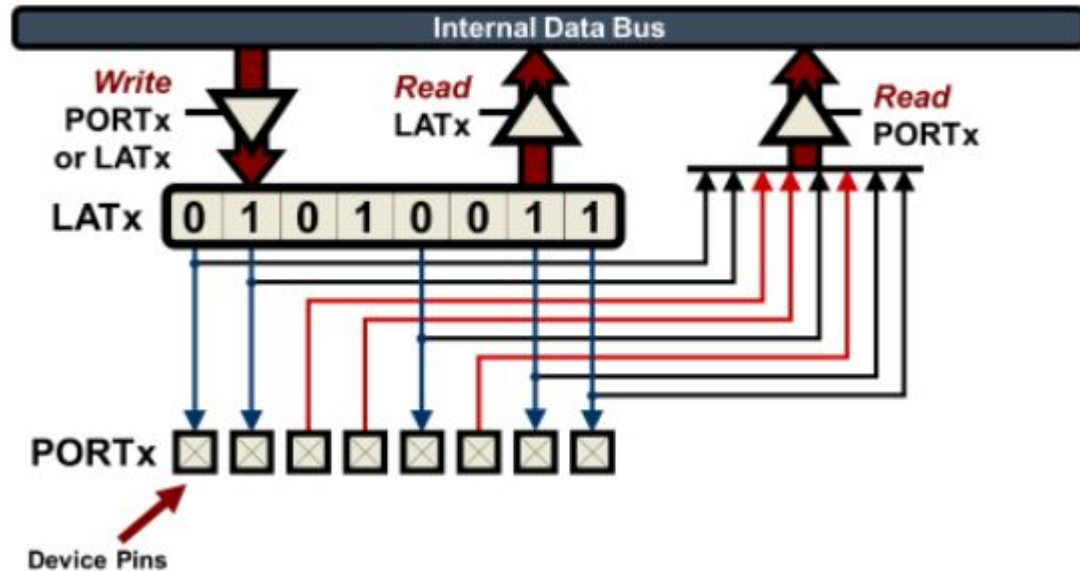 Internal Data Bus
Write
PORTx
or LATx
Read
LATx
Read
PORTx
LATx 0 1 0 1 0 0 1 1
PORTx
Device Pins